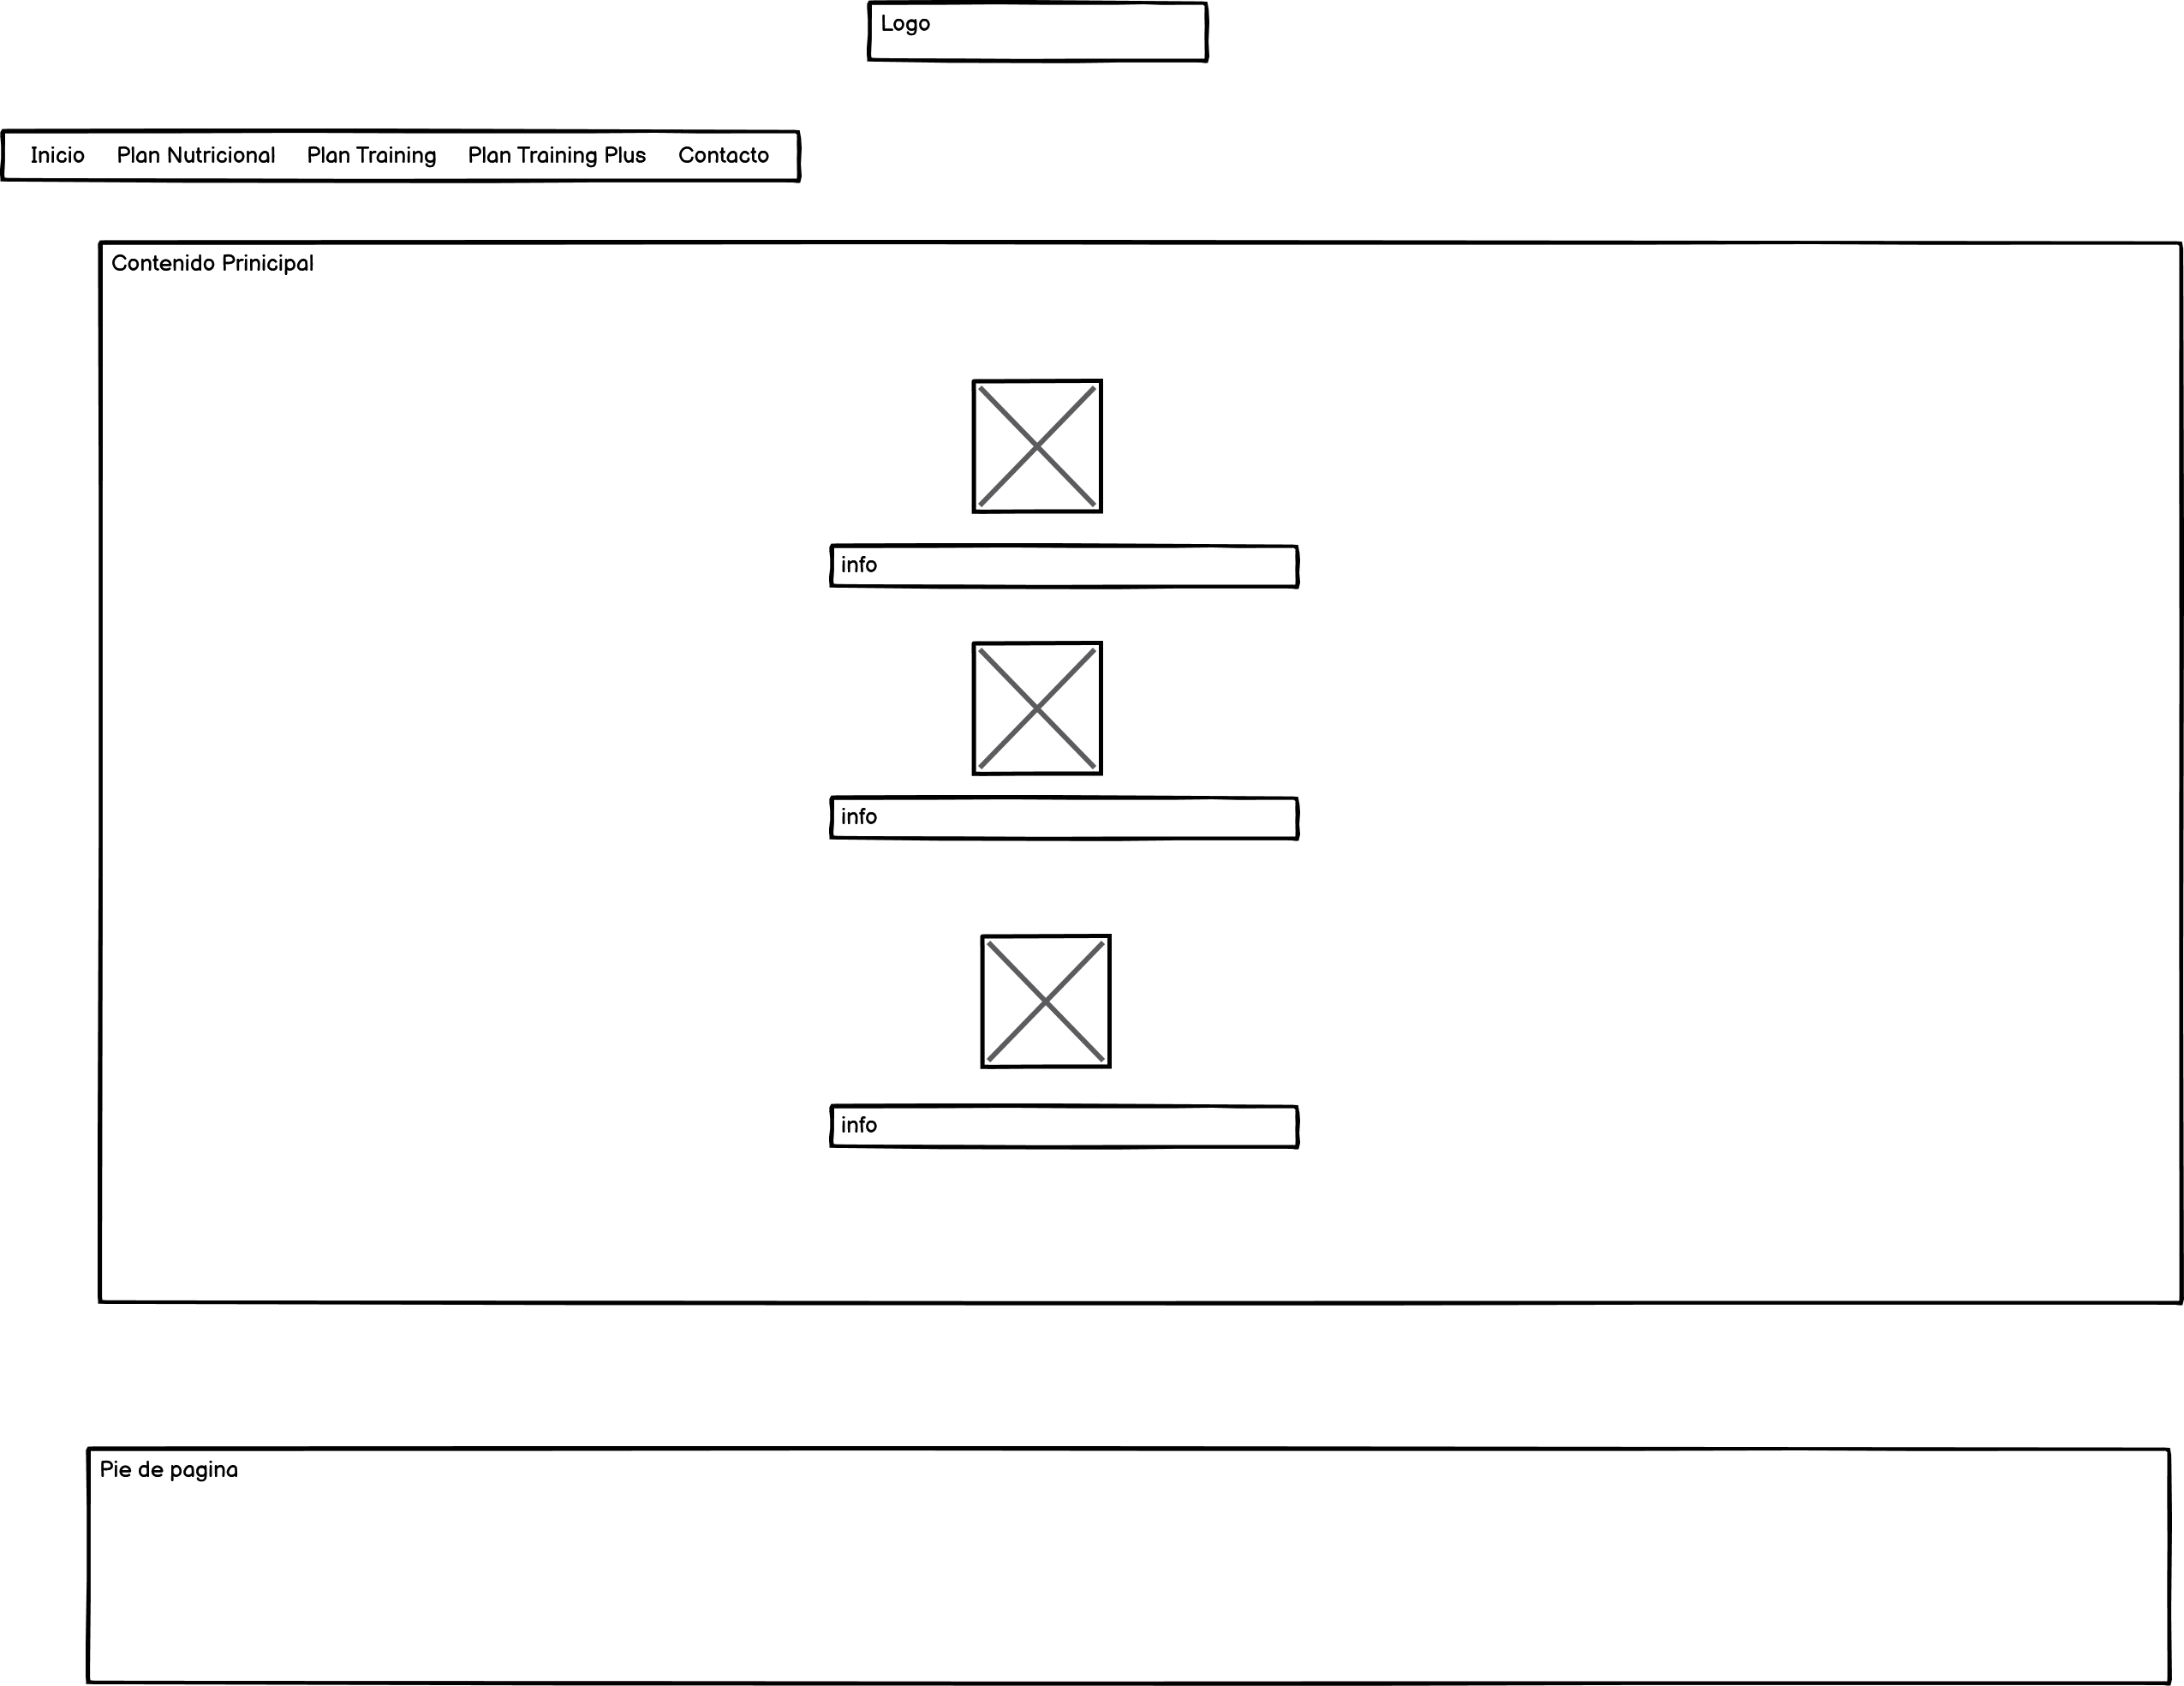 Logo
Inicio Plan Nutricional Plan Training Plan Training Plus Contacto
Contenido Prinicipal
info
info
info
Pie de pagina